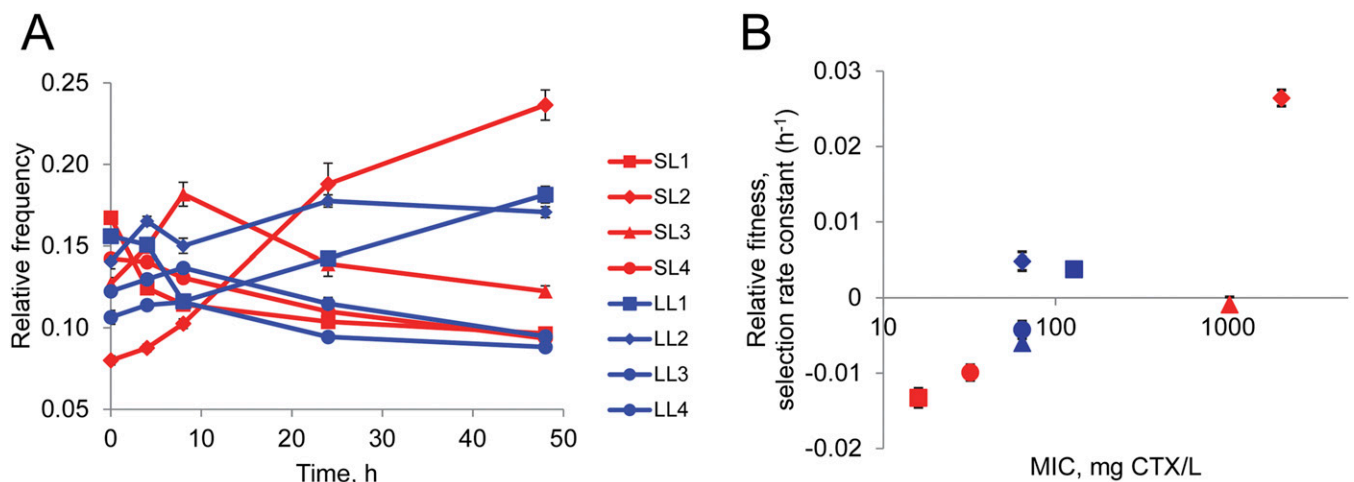 A
Relative frequency
0.25
0.20
0.15
0.10
0.05
0
10
20
30
40
50
Time, h
SL1
SL2
SL3
SL4
LL1
LL2
LL3
LL4
B
Relative fitness,
selection rate constant (h-1)
0.03
0.02
0.01
0
-0.01
-0.02
10
100
1000
MIC, mg CTX/L